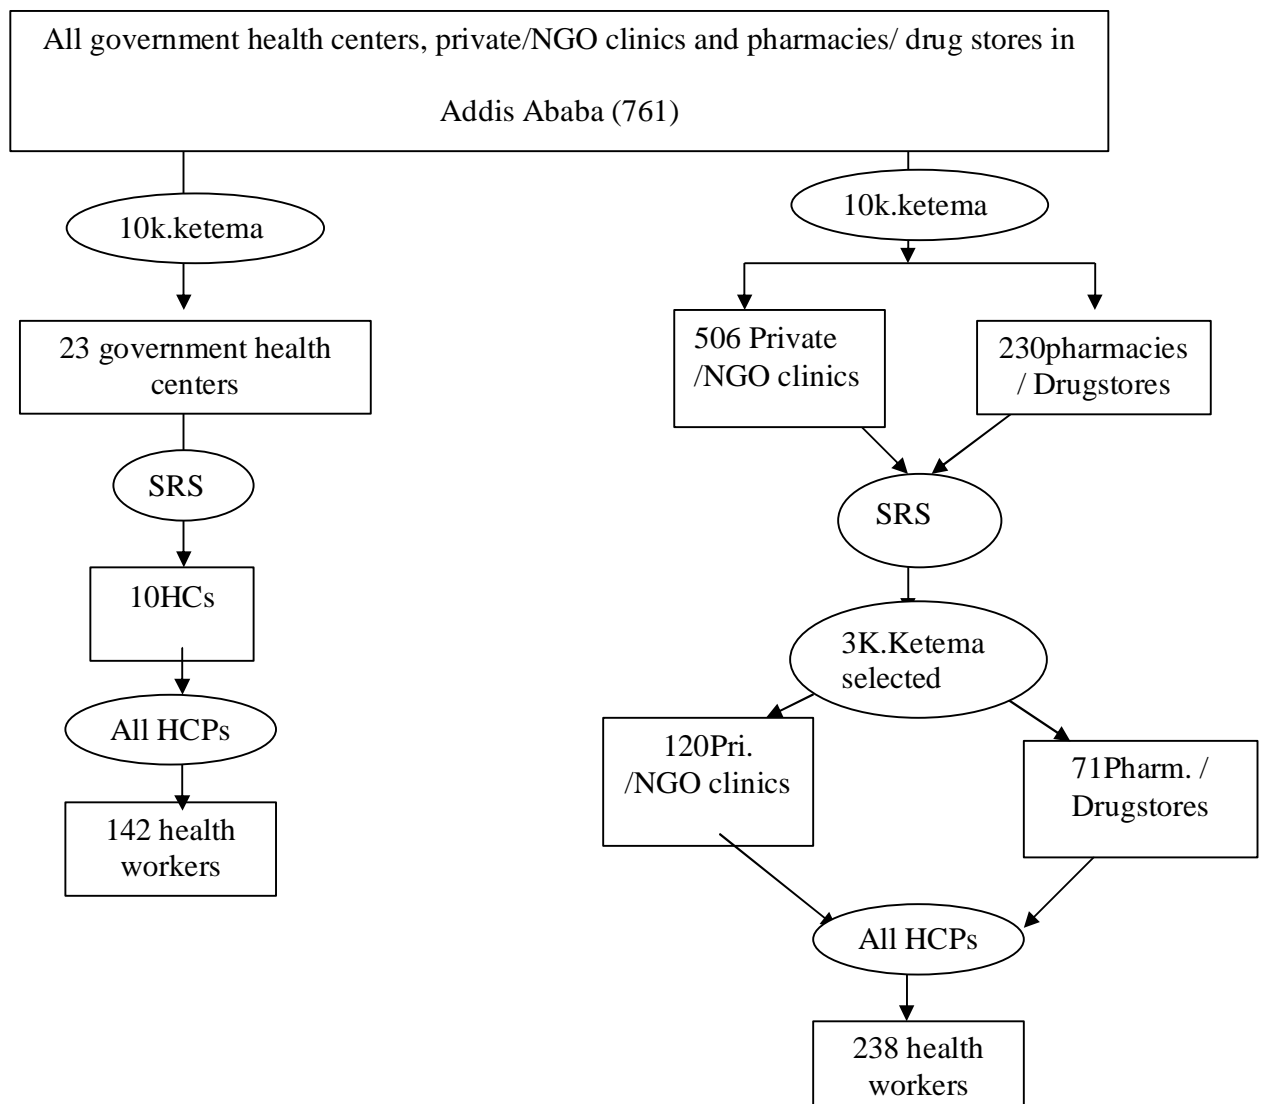 All government health centers, private/NGO clinics and pharmacies/ drug stores in
Addis Ababa (761)
10k.ketema
10k.ketema
23 government health
centers
506 Private
/NGO clinics
230pharmacies
/ Drugstores
SRS
SRS
10HCs
3K.Ketema
selected
All HCPs
120Pri.
/NGO clinics
71Pharm. /
Drugstores
142 health
workers
All HCPs
238 health
workers